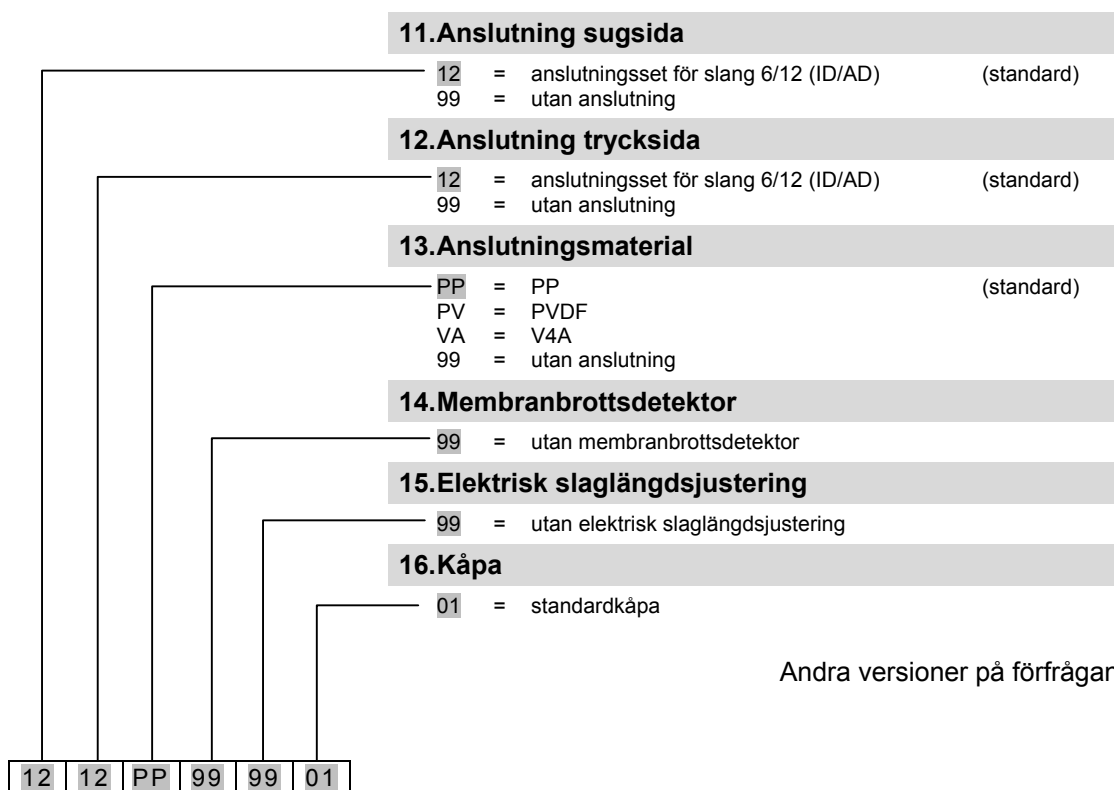 11.Anslutning sugsida
12 = anslutningsset för slang 6/12 (ID/AD) (standard)
99 = utan anslutning
12.Anslutning trycksida
12 = anslutningsset för slang 6/12 (ID/AD) (standard)
99 = utan anslutning
13.Anslutningsmaterial
PP = PP (standard)
PV = PVDF
VA = V4A
99 = utan anslutning
14.Membranbrottsdetektor
99 = utan membranbrottsdetektor
15.Elektrisk slaglängdsjustering
99 = utan elektrisk slaglängdsjustering
16.Kåpa
01 = standardkåpa
Andra versioner på förfrågan
12 12 PP 99 99 01